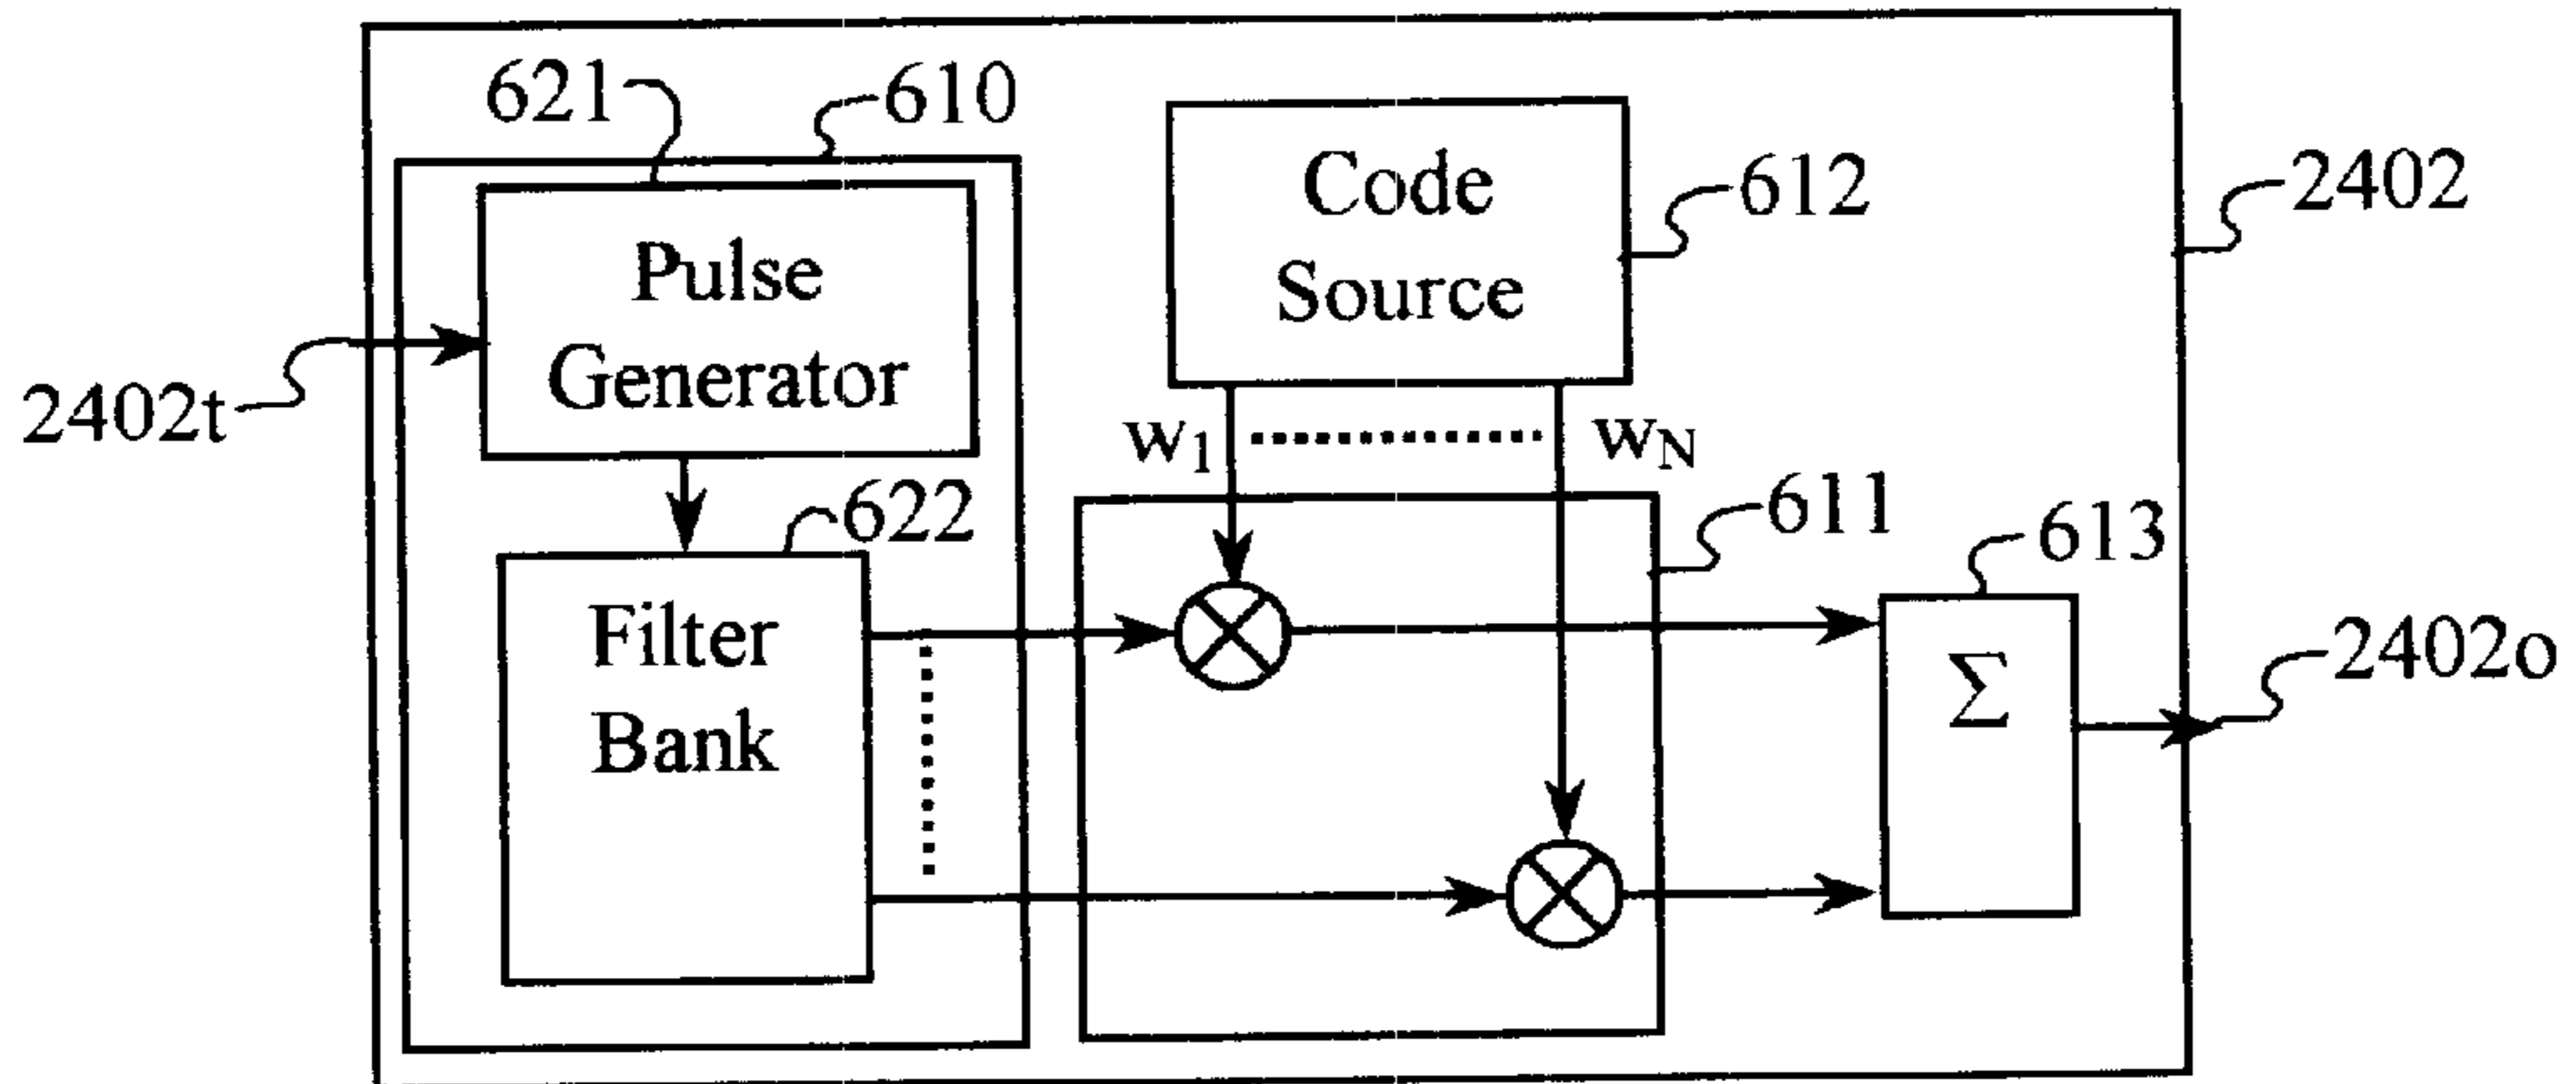 621
610
Pulse
Generator
Code
Source
612
2402
2402t
w1
wN
622
Filter
Bank
611
613
Σ
2402o